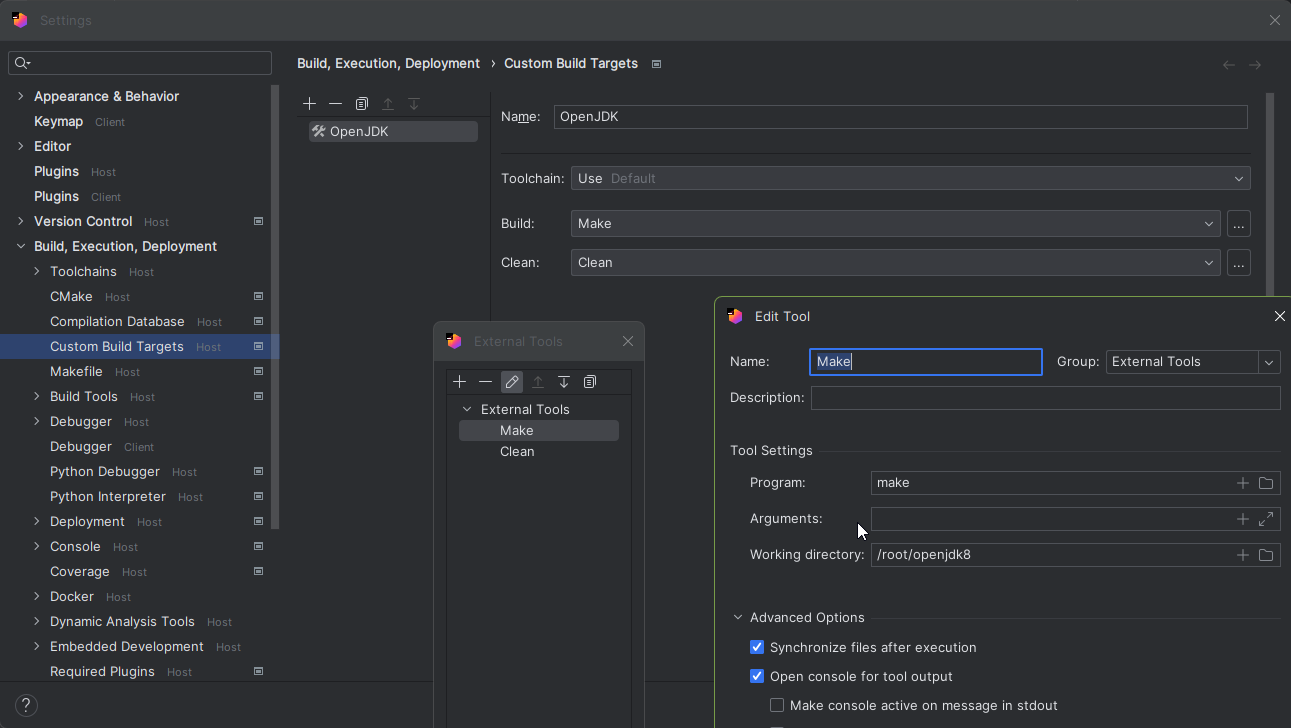 Settings
Build, Execution, Deployment › Custom Build Targets
Appearance & Behavior
Keymap Client
Editor
Plugins Host
Plugins Client
Version Control Host
Build, Execution, Deployment
Toolchains Host
CMake Host
Compilation Database Host
Custom Build Targets Host
Makefile Host
Build Tools Host
Debugger Host
Debugger Client
Python Debugger Host
Python Interpreter Host
Deployment Host
Console Host
Coverage Host
Docker Host
Dynamic Analysis Tools Host
Embedded Development Host
Required Plugins Host
?
OpenJDK
Name: OpenJDK
Toolchain: Use Default
Build: Make ...
Clean: Clean ...
External Tools
External Tools
Make
Clean
Edit Tool
Name: Make Group: External Tools
Description:
Tool Settings
Program: make
Arguments:
Working directory: /root/openjdk8
Advanced Options
Synchronize files after execution
Open console for tool output
Make console active on message in stdout